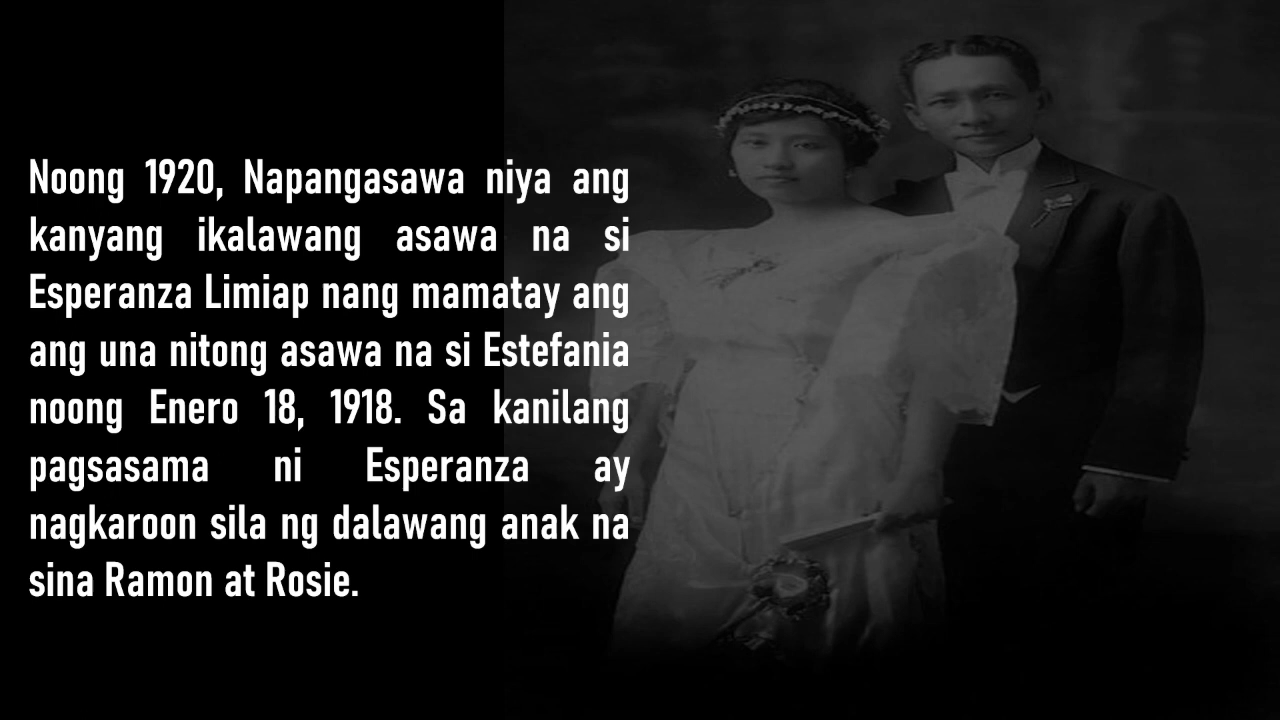 Noong 1920, Napangasawa niya ang
kanyang ikalawang asawa na si
Esperanza Limiap nang mamatay ang
ang una nitong asawa na si Estefania
noong Enero 18, 1918. Sa kanilang
pagsasama ni Esperanza ay
nagkaroon sila ng dalawang anak na
sina Ramon at Rosie.